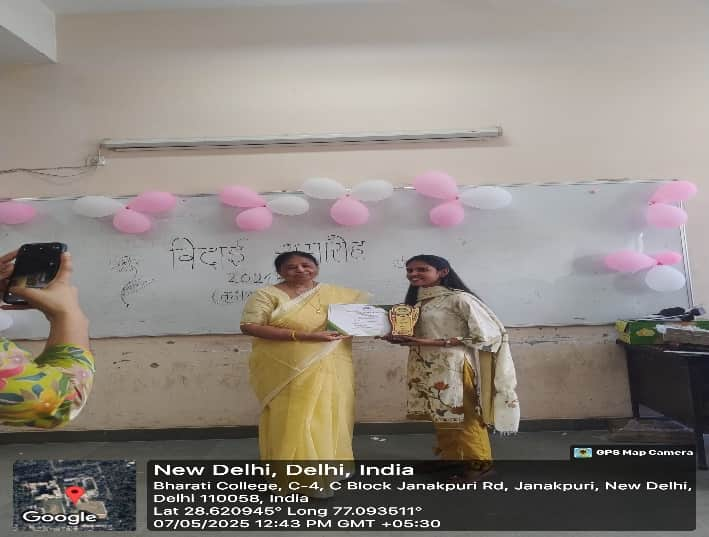 विदाई समारोह
202
GPS Map Camera
New Delhi, Delhi, India
Bharati College, C-4, C Block Janakpuri Rd, Janakpuri, New Delhi,
Delhi 110058, India
Lat 28.620945° Long 77.093511°
07/05/2025 12:43 PM GMT +05:30
Google